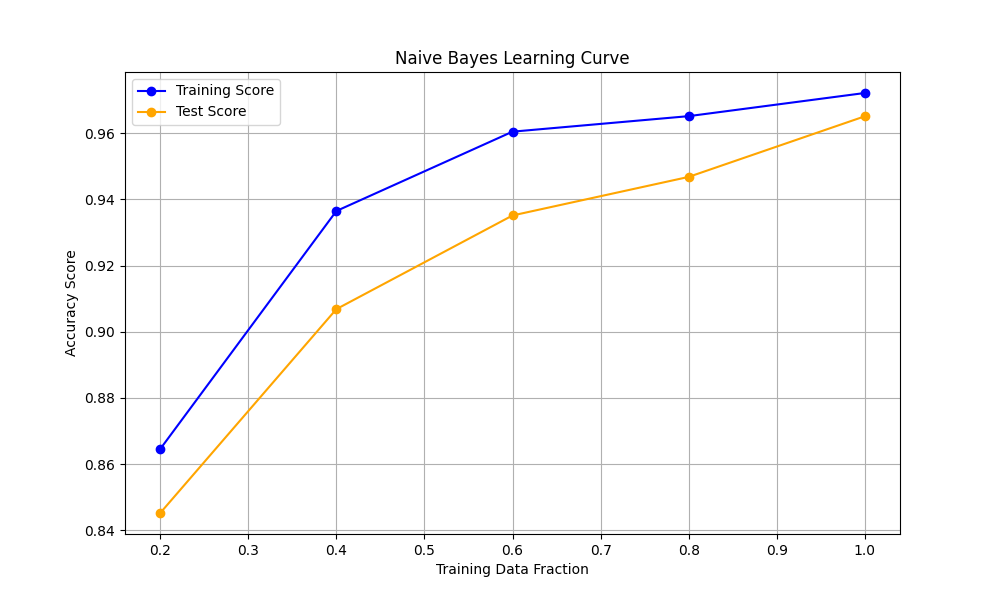 Naive Bayes Learning Curve
Training Score
Test Score
0.96
0.94
0.92
0.90
0.88
0.86
0.84
Accuracy Score
0.2 0.3 0.4 0.5 0.6 0.7 0.8 0.9 1.0
Training Data Fraction